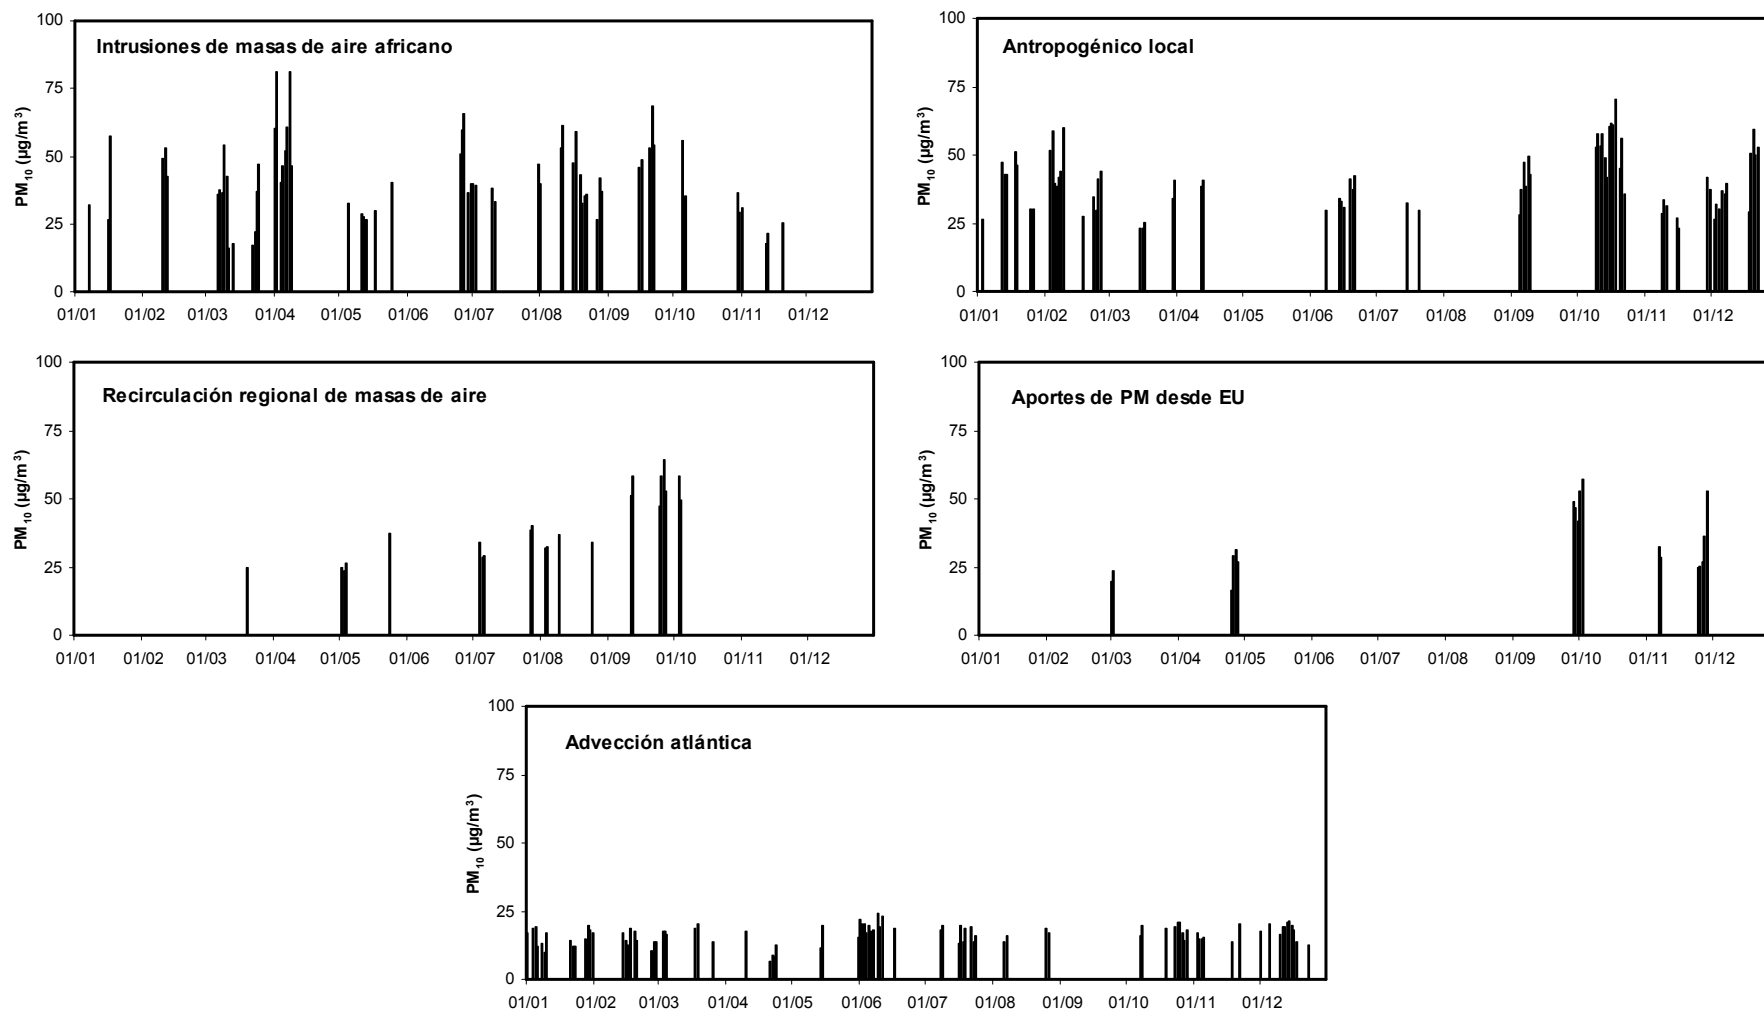 Intrusiones de masas de aire africano
PM10 (µg/m³)
100
75
50
25
0
01/01 01/02 01/03 01/04 01/05 01/06 01/07 01/08 01/09 01/10 01/11 01/12
Antropogénico local
PM10 (µg/m³)
100
75
50
25
0
01/01 01/02 01/03 01/04 01/05 01/06 01/07 01/08 01/09 01/10 01/11 01/12
Recirculación regional de masas de aire
PM10 (µg/m³)
100
75
50
25
0
01/01 01/02 01/03 01/04 01/05 01/06 01/07 01/08 01/09 01/10 01/11 01/12
Aportes de PM desde EU
PM10 (µg/m³)
100
75
50
25
0
01/01 01/02 01/03 01/04 01/05 01/06 01/07 01/08 01/09 01/10 01/11 01/12
Advección atlántica
PM10 (µg/m³)
100
75
50
25
0
01/01 01/02 01/03 01/04 01/05 01/06 01/07 01/08 01/09 01/10 01/11 01/12